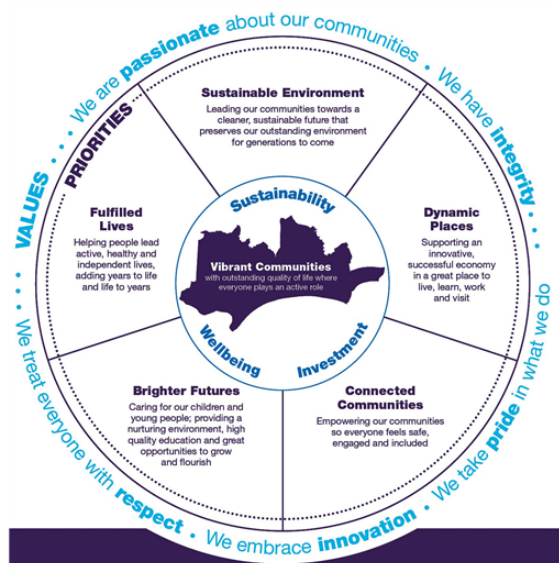 VALUES · · · · We are passionate about our communities · We have integrity · · · ·
We take pride in what we do
We embrace innovation ·
We treat everyone with respect ·
PRIORITIES
Sustainable Environment
Leading our communities towards a
cleaner, sustainable future that
preserves our outstanding environment
for generations to come
Dynamic
Places
Supporting an
innovative,
successful economy
in a great place to
live, learn, work
and visit
Connected
Communities
Empowering our communities
so everyone feels safe,
engaged and included
Brighter Futures
Caring for our children and
young people; providing a
nurturing environment, high
quality education and great
opportunities to grow
and flourish
Fulfilled
Lives
Helping people lead
active, healthy and
independent lives,
adding years to life
and life to years
Sustainability
Vibrant Communities
with outstanding quality of life where
everyone plays an active role
Wellbeing
Investment